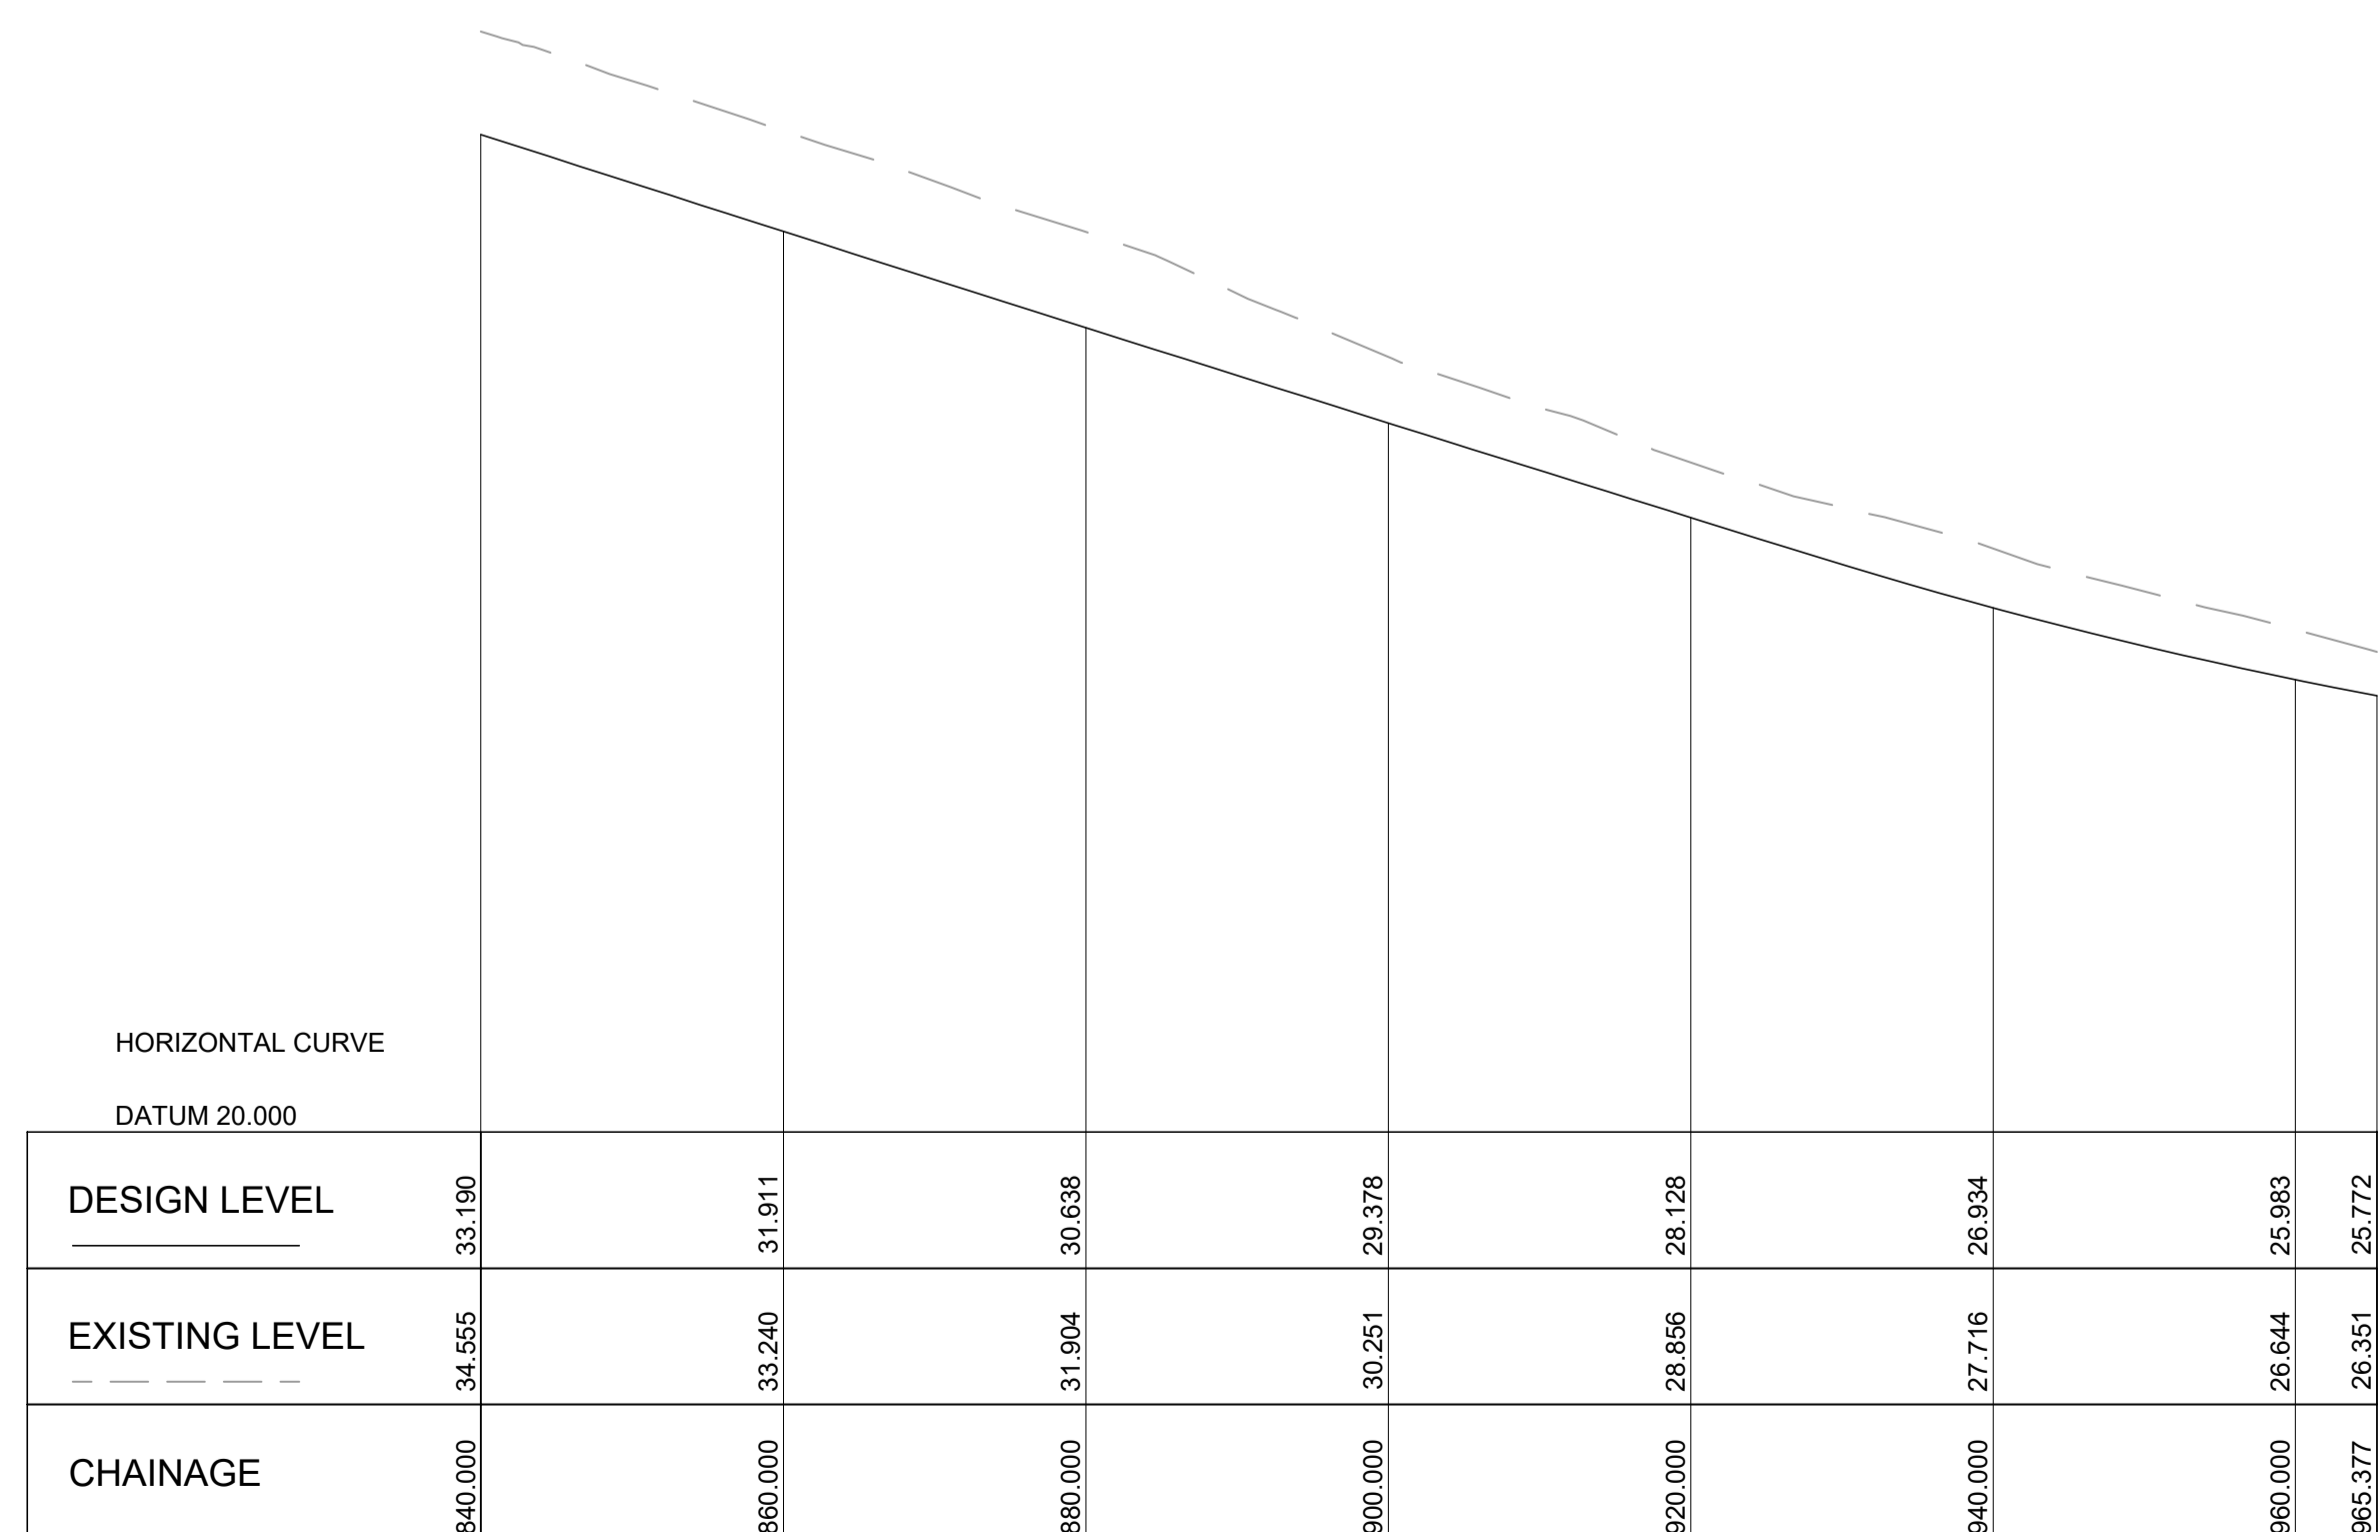 HORIZONTAL CURVE
DATUM 20.000
DESIGN LEVEL 33.190 31.911 30.638 29.378 28.128 26.934 25.983 25.772
EXISTING LEVEL 34.555 33.240 31.904 30.251 28.856 27.716 26.644 26.351
CHAINAGE 840.000 860.000 880.000 900.000 920.000 940.000 960.000 965.377